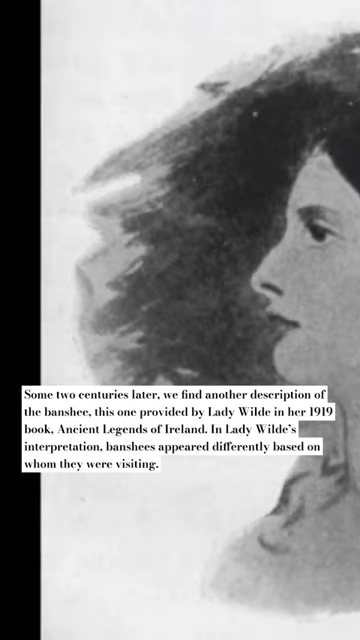 Some two centuries later, we find another description of
the banshee, this one provided by Lady Wilde in her 1919
book, Ancient Legends of Ireland. In Lady Wilde's
interpretation, banshees appeared differently based on
whom they were visiting.